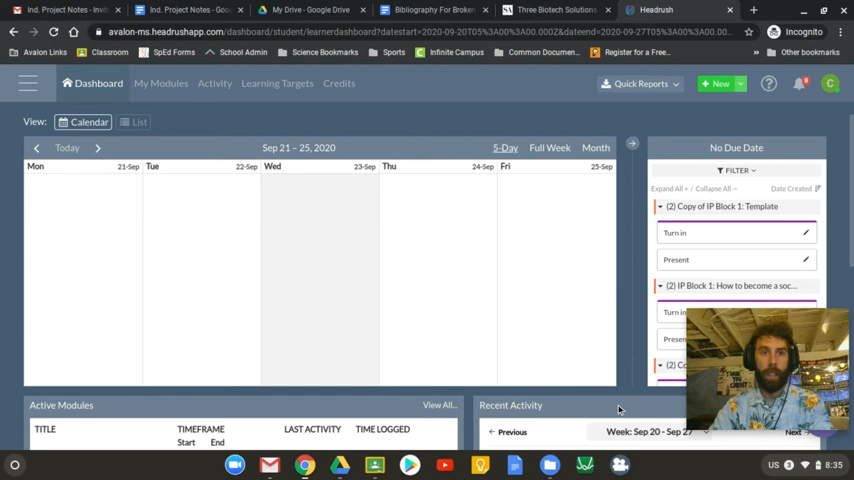 Ind. Project Notes - Invit
Ind. Project Notes - Goo
My Drive - Google Drive
Bibliography For Broken
Three Biotech Solutions
Headrush
avalon-ms.headrushapp.com/dashboard/student/learnerdashboard?datestart=2020-09-20T05%3A00%3A00.000Z&dateend=2020-09-27T05%3A00%3A00.00...
Incognito
Avalon Links
Classroom
SpEd Forms
School Admin
Science Bookmarks
Sports
Infinite Campus
Common Documen...
Register for a Free...
Other bookmarks
Dashboard
My Modules
Activity
Learning Targets
Credits
Quick Reports
+ New
8
C
View:
Calendar
List
Today
Sep 21 – 25, 2020
5-Day
Full Week
Month
No Due Date
Mon 21-Sep
Tue 22-Sep
Wed 23-Sep
Thu 24-Sep
Fri 25-Sep
FILTER
Expand All + / Collapse All –
Date Created
(2) Copy of IP Block 1: Template
Turn in
Present
(2) IP Block 1: How to become a soc...
Turn in
Presen
(2) Co
Active Modules
View All...
TITLE
TIMEFRAME
Start End
LAST ACTIVITY
TIME LOGGED
Recent Activity
Previous
Week: Sep 20 - Sep 27
Next
US
3
8:35